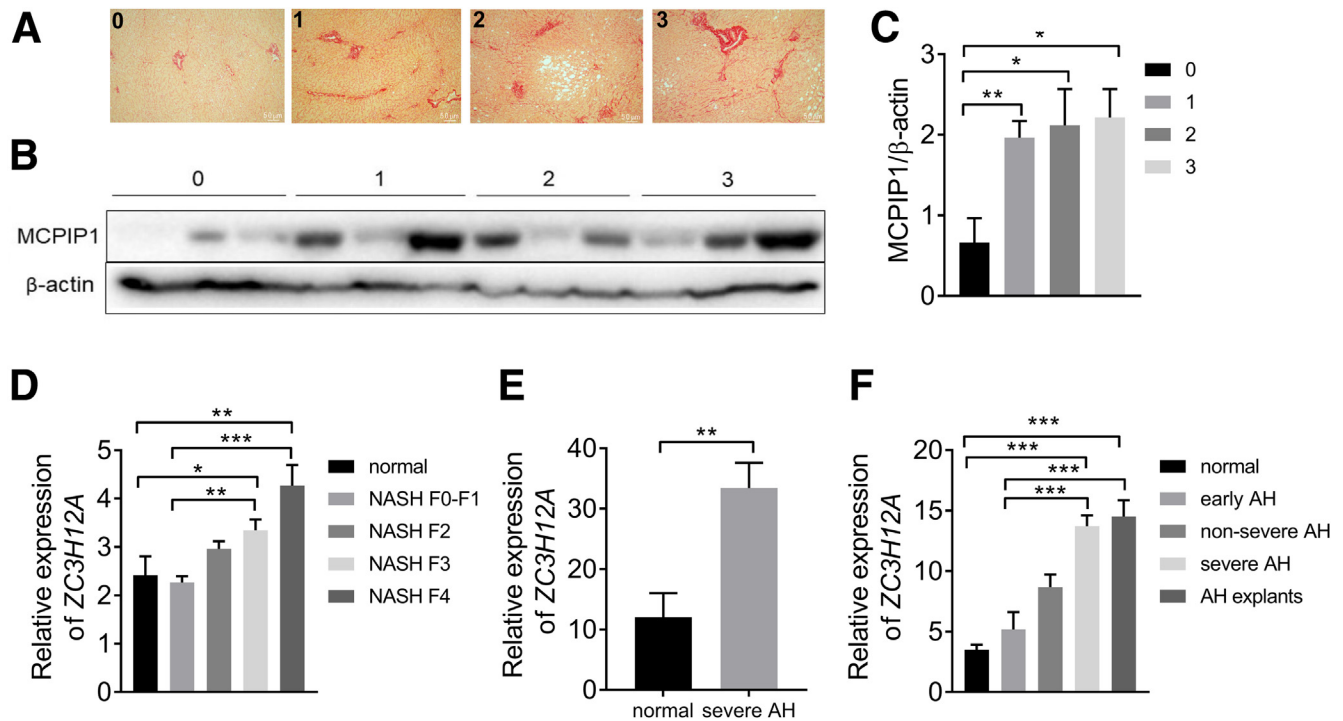 A
0
1
2
3
50 µm
50 µm
50 µm
50 µm
B
0
1
2
3
MCPIP1
β-actin
C
MCPIP1/β-actin
3
2
1
0
*
*
**
0
1
2
3
D
Relative expression
of ZC3H12A
5
4
3
2
1
0
**
***
*
**
normal
NASH F0-F1
NASH F2
NASH F3
NASH F4
E
Relative expression
of ZC3H12A
40
30
20
10
0
**
normal severe AH
F
Relative expression
of ZC3H12A
20
15
10
5
0
***
***
***
***
normal
early AH
non-severe AH
severe AH
AH explants